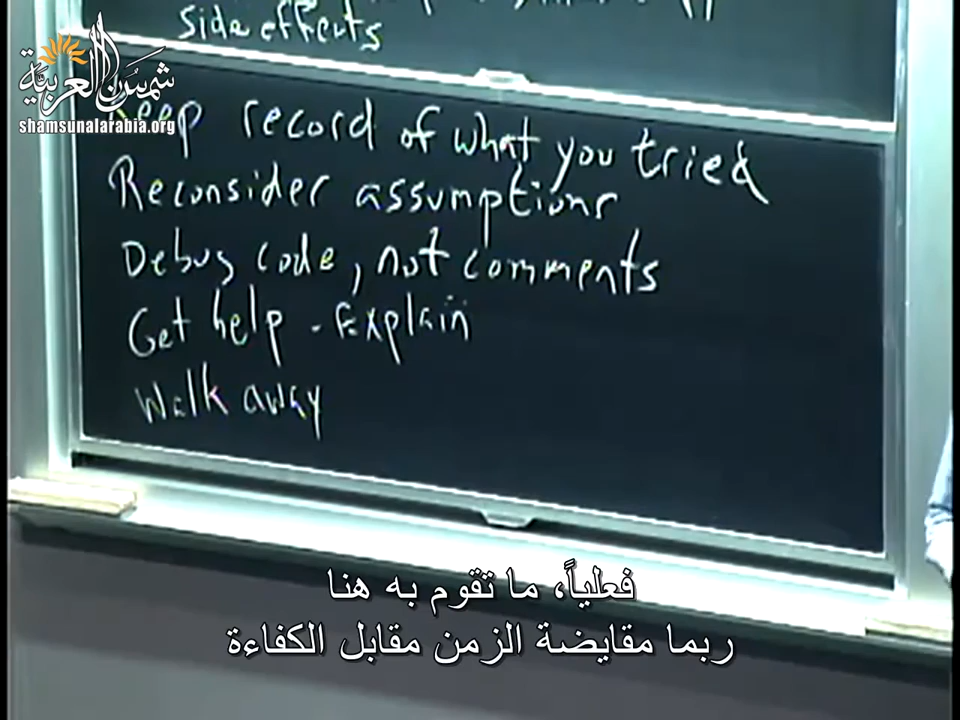 side effects
شمس العربية
shamsunalarabia.org
Keep record of what you tried
Reconsider assumptions
Debug code, not comments
Get help - Explain
Walk away
فعلياً، ما تقوم به هنا
ربما مقايضة الزمن مقابل الكفاءة